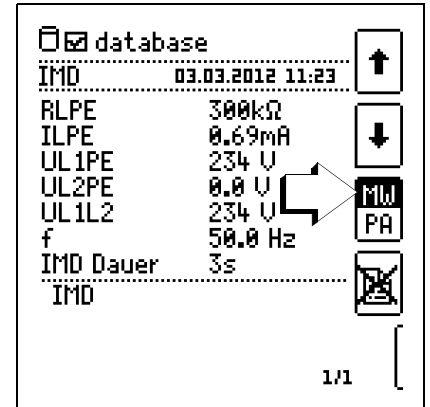 database
IMD 03.03.2012 11:23
RLPE 300kΩ
ILPE 0.69mA
UL1PE 234 V
UL2PE 0.0 V
UL1L2 234 V
f 50.0 Hz
IMD Dauer 3s
IMD
MW
PA
1/1